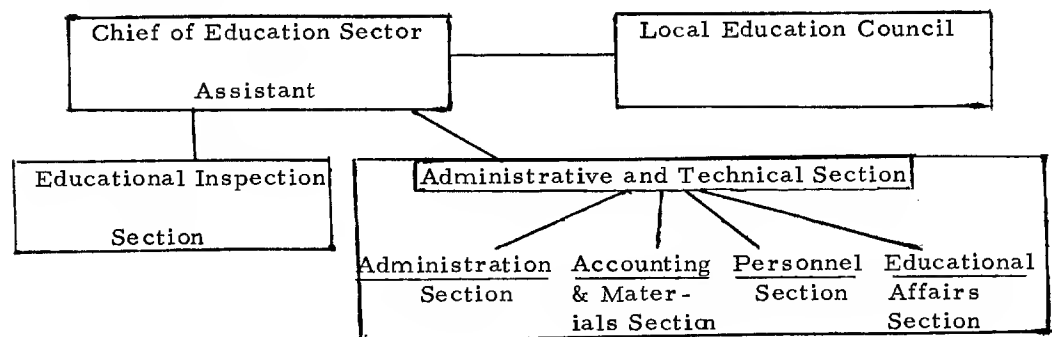 Chief of Education Sector
Assistant
Local Education Council
Educational Inspection
Section
Administrative and Technical Section
Administration
Section
Accounting
& Mater-
ials Section
Personnel
Section
Educational
Affairs
Section